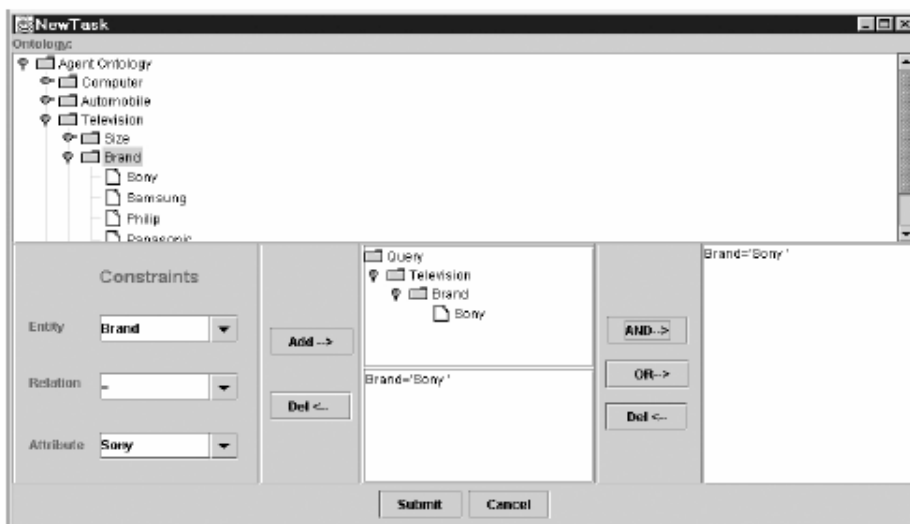 NewTask
Ontology:
Agent Ontology
Computer
Automobile
Television
Size
Brand
Sony
Samsung
Philip
Panasonic
Constraints
Entity
Brand
Relation
=
Attribute
Sony
Add -->
Del <--
Query
Television
Brand
Sony
Brand='Sony '
AND-->
OR-->
Del <--
Brand='Sony '
Submit
Cancel